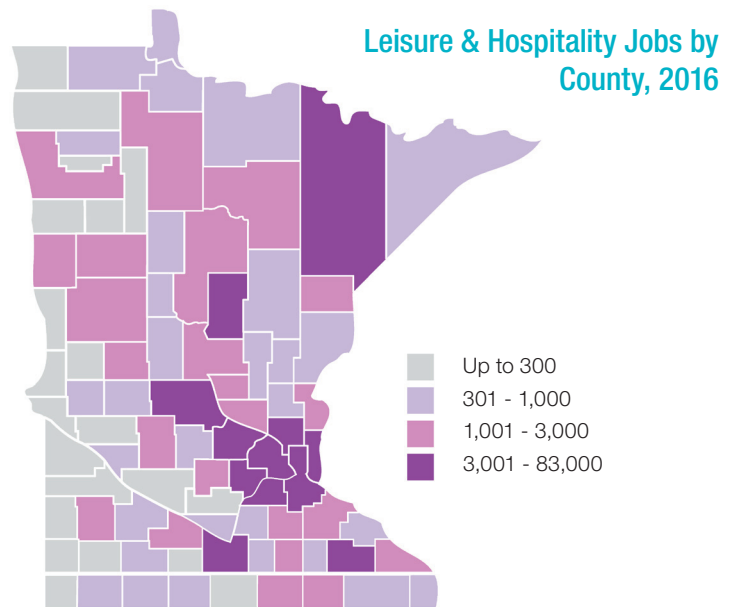 Leisure & Hospitality Jobs by
County, 2016
Up to 300
301 - 1,000
1,001 - 3,000
3,001 - 83,000